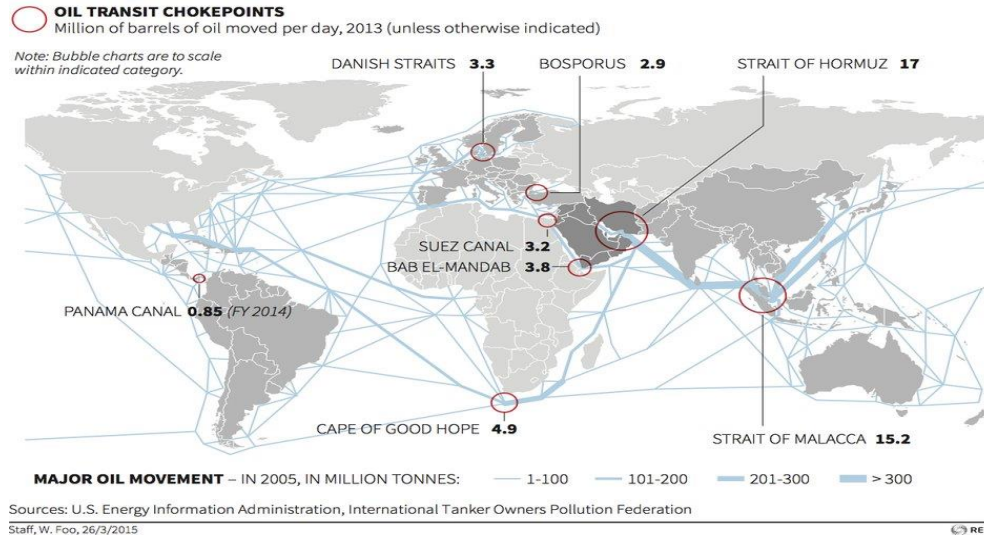 OIL TRANSIT CHOKEPOINTS
Million of barrels of oil moved per day, 2013 (unless otherwise indicated)
Note: Bubble charts are to scale
within indicated category.
DANISH STRAITS 3.3
BOSPORUS 2.9
STRAIT OF HORMUZ 17
SUEZ CANAL 3.2
BAB EL-MANDAB 3.8
PANAMA CANAL 0.85 (FY 2014)
CAPE OF GOOD HOPE 4.9
STRAIT OF MALACCA 15.2
MAJOR OIL MOVEMENT – IN 2005, IN MILLION TONNES: 1-100 101-200 201-300 > 300
Sources: U.S. Energy Information Administration, International Tanker Owners Pollution Federation
Staff, W. Foo, 26/3/2015
RE